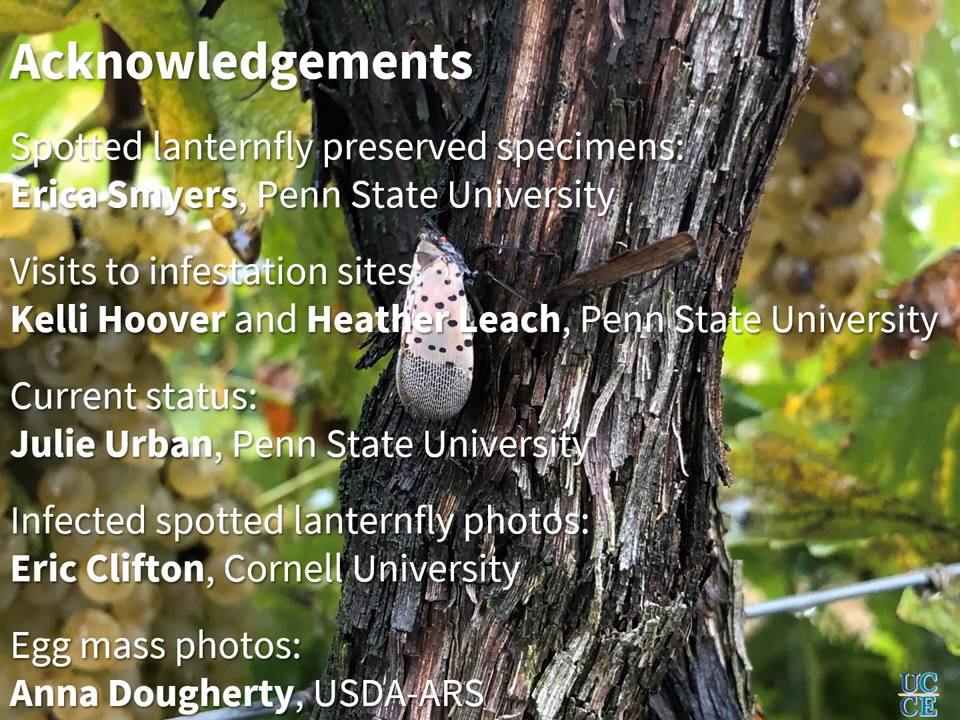 Acknowledgements
Spotted lanternfly preserved specimens:
Erica Smyers, Penn State University
Visits to infestation sites:
Kelli Hoover and Heather Leach, Penn State University
Current status:
Julie Urban, Penn State University
Infected spotted lanternfly photos:
Eric Clifton, Cornell University
Egg mass photos:
Anna Dougherty, USDA-ARS
UC
CE